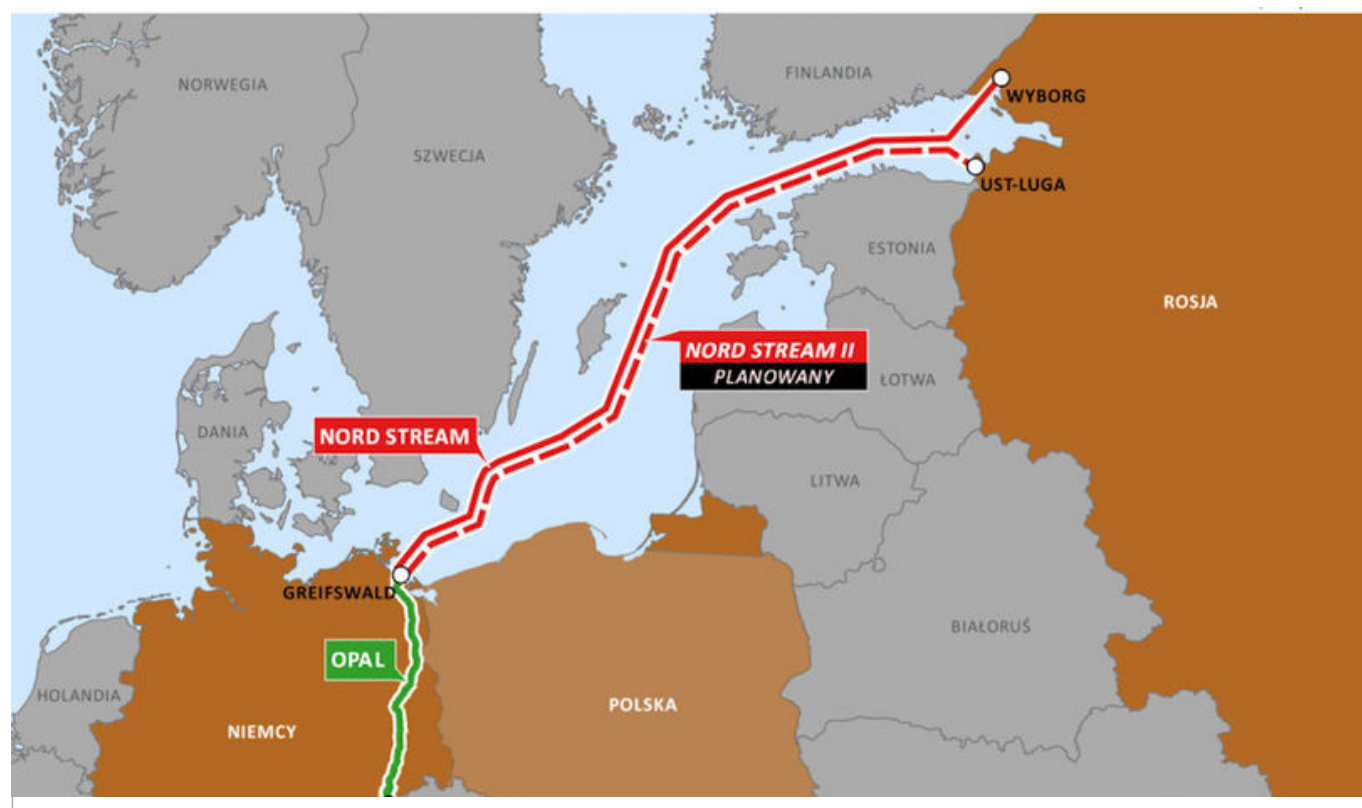 NORWEGIA
FINLANDIA
WYBORG
SZWECJA
UST-LUGA
ESTONIA
ROSJA
NORD STREAM II
PLANOWANY
ŁOTWA
NORD STREAM
DANIA
LITWA
GREIFSWALD
BIAŁORUŚ
OPAL
HOLANDIA
POLSKA
NIEMCY